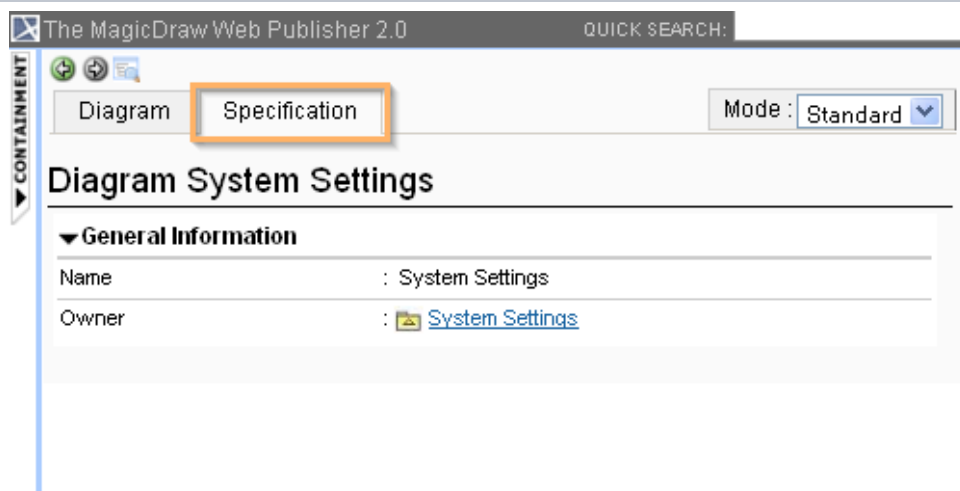 The MagicDraw Web Publisher 2.0 QUICK SEARCH:
CONTAINMENT
Diagram Specification Mode : Standard
Diagram System Settings
General Information
Name : System Settings
Owner : System Settings